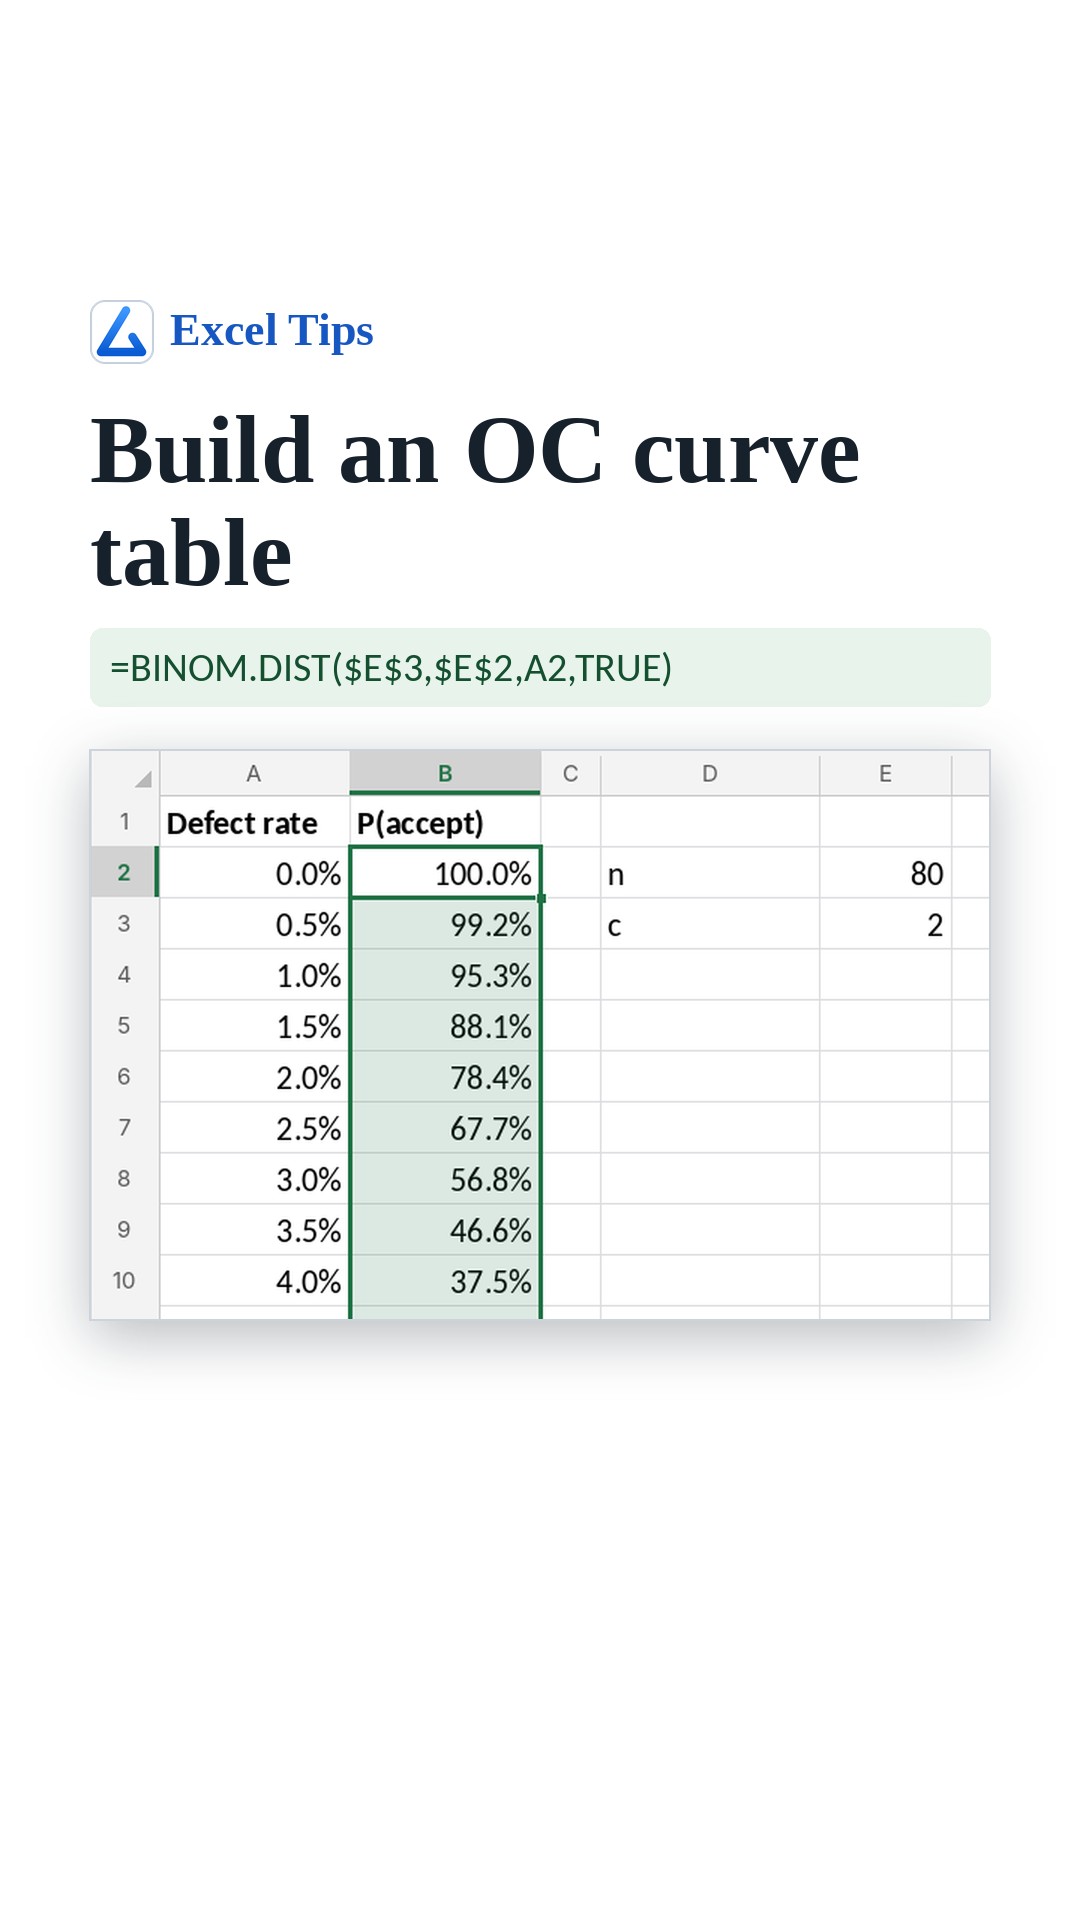 Excel Tips
Build an OC curve
table
=BINOM.DIST($E$3,$E$2,A2,TRUE)
A B C D E
1 Defect rate P(accept)
2 0.0% 100.0% n 80
3 0.5% 99.2% c 2
4 1.0% 95.3%
5 1.5% 88.1%
6 2.0% 78.4%
7 2.5% 67.7%
8 3.0% 56.8%
9 3.5% 46.6%
10 4.0% 37.5%